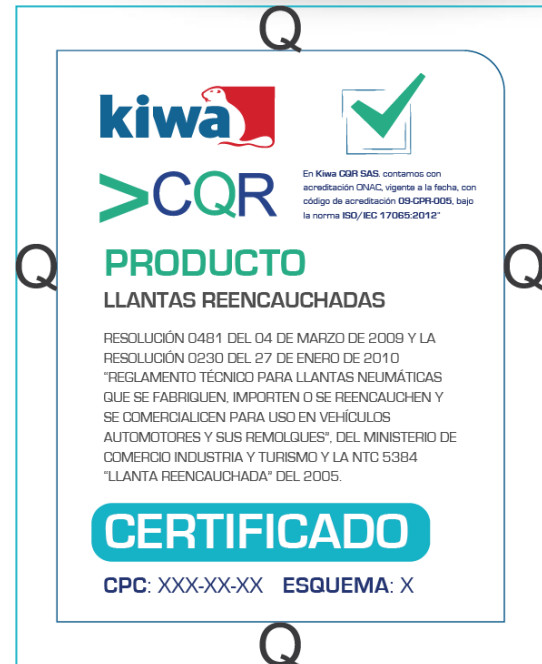 Q
kiwa
>CQR
En Kiwa CQR SAS, contamos con
acreditación ONAC, vigente a la fecha, con
código de acreditación 09-CPR-005, bajo
la norma ISO/IEC 17065:2012"
Q
Q
PRODUCTO
LLANTAS REENCAUCHADAS
RESOLUCIÓN 0481 DEL 04 DE MARZO DE 2009 Y LA
RESOLUCIÓN 0230 DEL 27 DE ENERO DE 2010
"REGLAMENTO TÉCNICO PARA LLANTAS NEUMÁTICAS
QUE SE FABRIQUEN, IMPORTEN O SE REENCAUCHEN Y
SE COMERCIALICEN PARA USO EN VEHÍCULOS
AUTOMOTORES Y SUS REMOLQUES", DEL MINISTERIO DE
COMERCIO INDUSTRIA Y TURISMO Y LA NTC 5384
"LLANTA REENCAUCHADA" DEL 2005.
CERTIFICADO
CPC: XXX-XX-XX ESQUEMA: X
Q